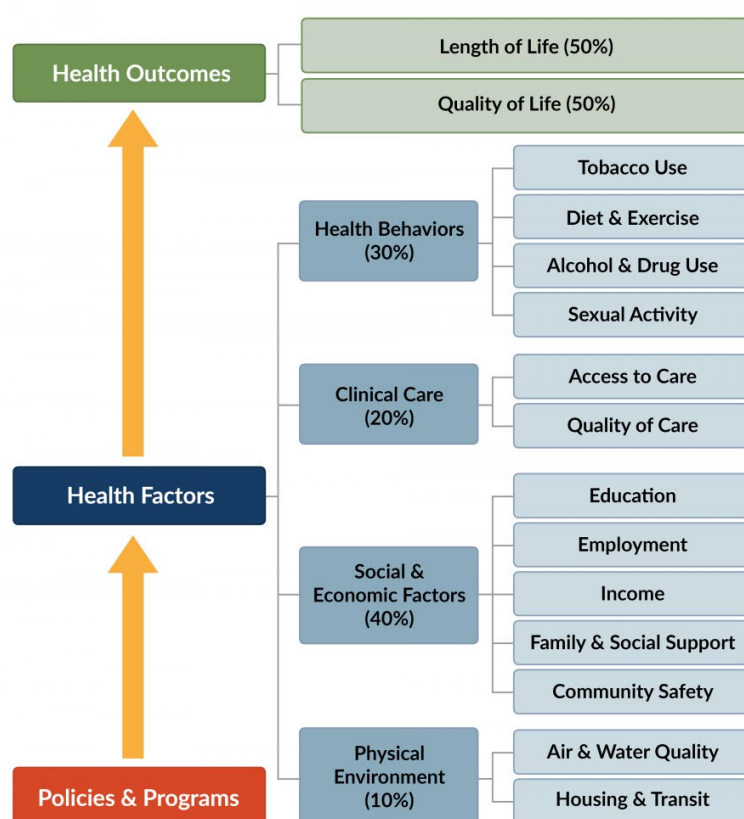 Health Outcomes
Length of Life (50%)
Quality of Life (50%)
Health Factors
Health Behaviors
(30%)
Tobacco Use
Diet & Exercise
Alcohol & Drug Use
Sexual Activity
Clinical Care
(20%)
Access to Care
Quality of Care
Social &
Economic Factors
(40%)
Education
Employment
Income
Family & Social Support
Community Safety
Physical
Environment
(10%)
Air & Water Quality
Housing & Transit
Policies & Programs